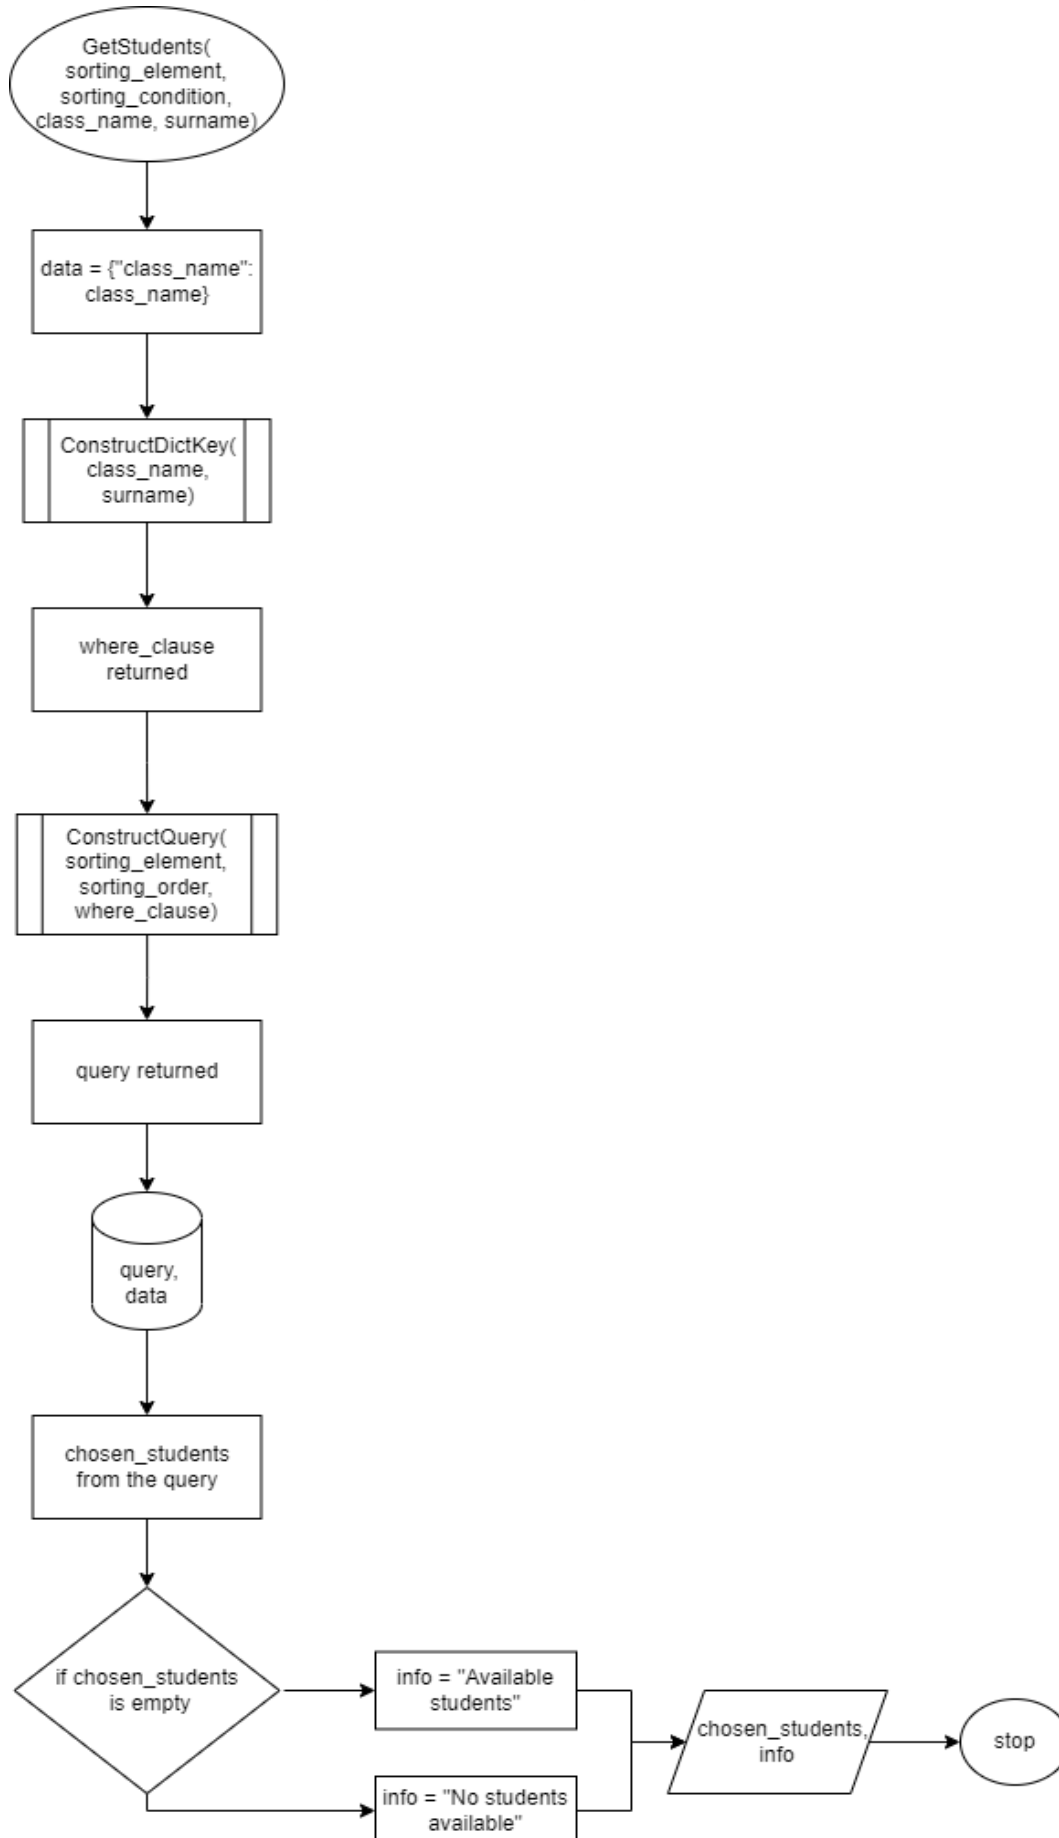 GetStudents(
sorting_element,
sorting_condition,
class_name, surname)
data = {"class_name":
class_name}
ConstructDictKey(
class_name,
surname)
where_clause
returned
ConstructQuery(
sorting_element,
sorting_order,
where_clause)
query returned
query,
data
chosen_students
from the query
if chosen_students
is empty
info = "Available
students"
info = "No students
available"
chosen_students,
info
stop